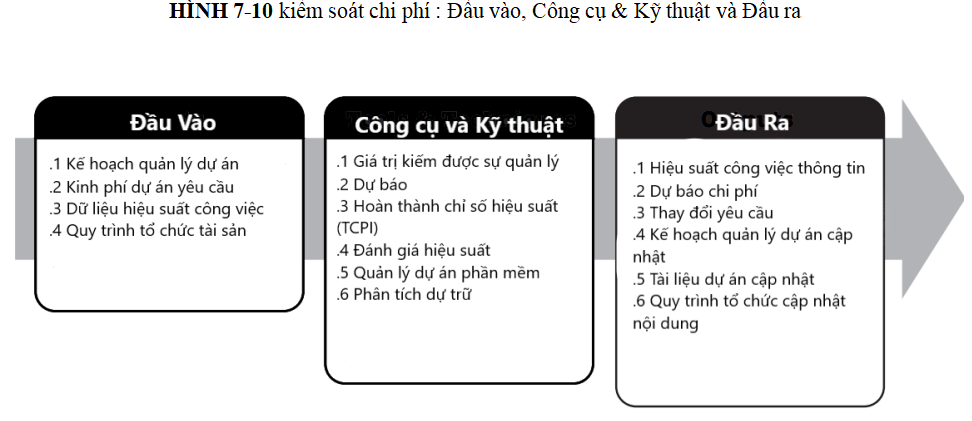 HÌNH 7-10 kiểm soát chi phí : Đầu vào, Công cụ & Kỹ thuật và Đầu ra
Đầu Vào
.1 Kế hoạch quản lý dự án
.2 Kinh phí dự án yêu cầu
.3 Dữ liệu hiệu suất công việc
.4 Quy trình tổ chức tài sản
Công cụ và Kỹ thuật
.1 Giá trị kiếm được sự quản lý
.2 Dự báo
.3 Hoàn thành chỉ số hiệu suất
(TCPI)
.4 Đánh giá hiệu suất
.5 Quản lý dự án phần mềm
.6 Phân tích dự trữ
Đầu Ra
.1 Hiệu suất công việc thông tin
.2 Dự báo chi phí
.3 Thay đổi yêu cầu
.4 Kế hoạch quản lý dự án cập
nhật
.5 Tài liệu dự án cập nhật
.6 Quy trình tổ chức cập nhật
nội dung